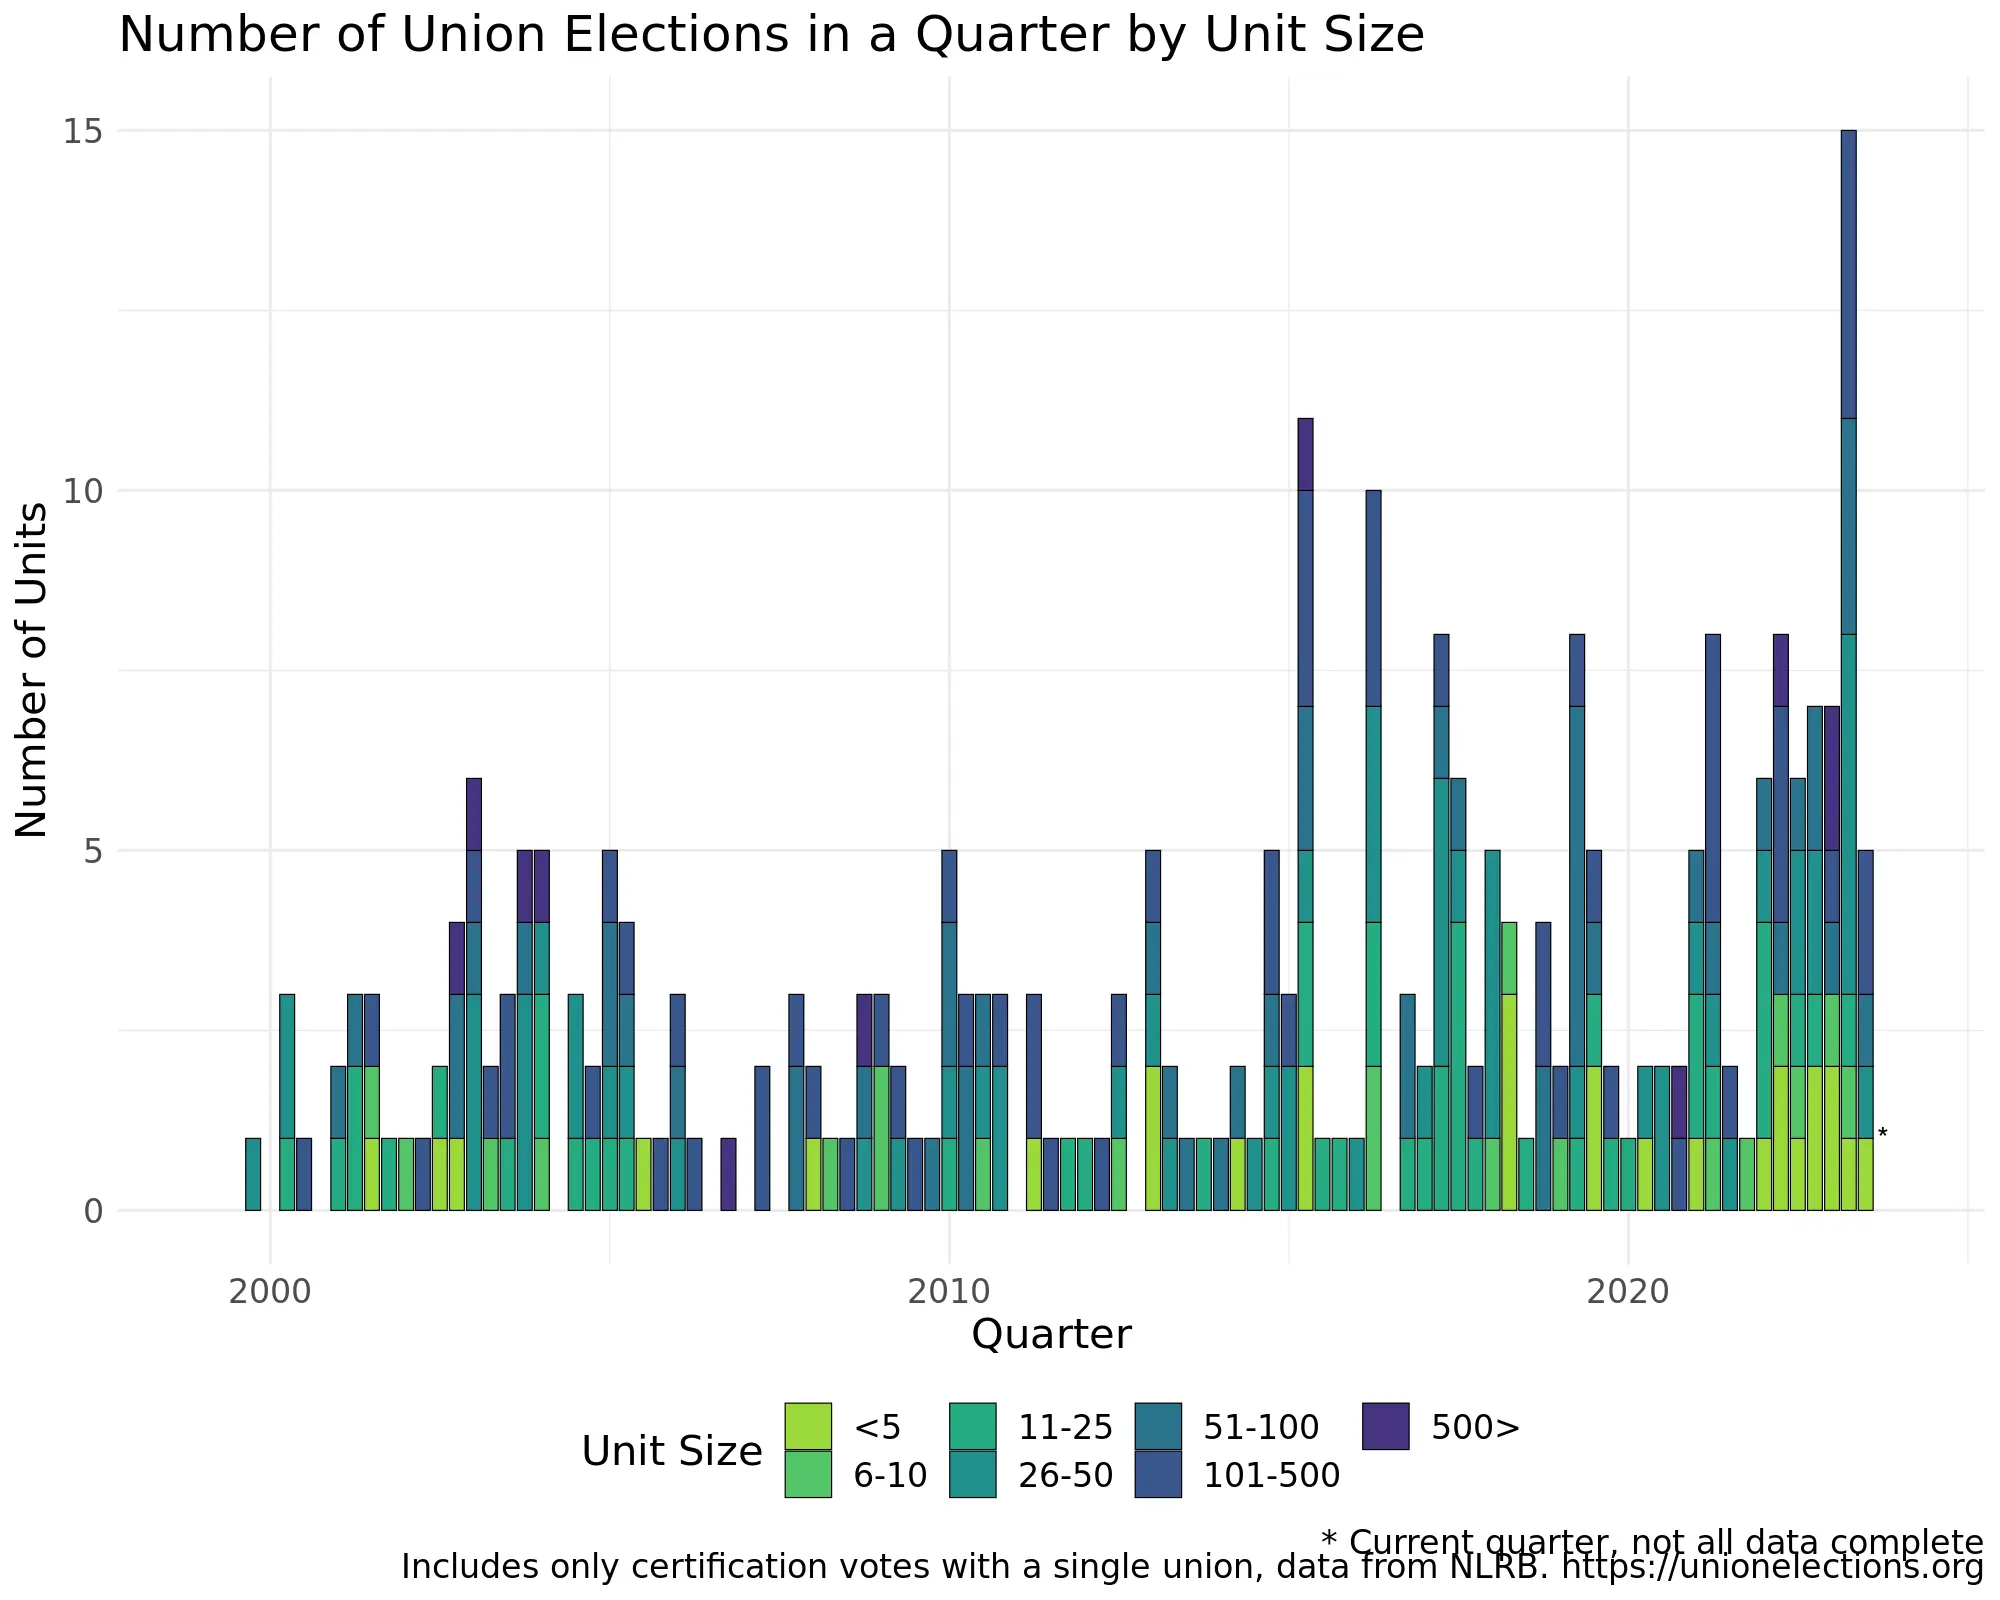 Number of Union Elections in a Quarter by Unit Size
Number of Units
15
10
5
0
*
2000 2010 2020
Quarter
Unit Size
<5 11-25 51-100 500>
6-10 26-50 101-500
* Current quarter, not all data complete
Includes only certification votes with a single union, data from NLRB. https://unionelections.org